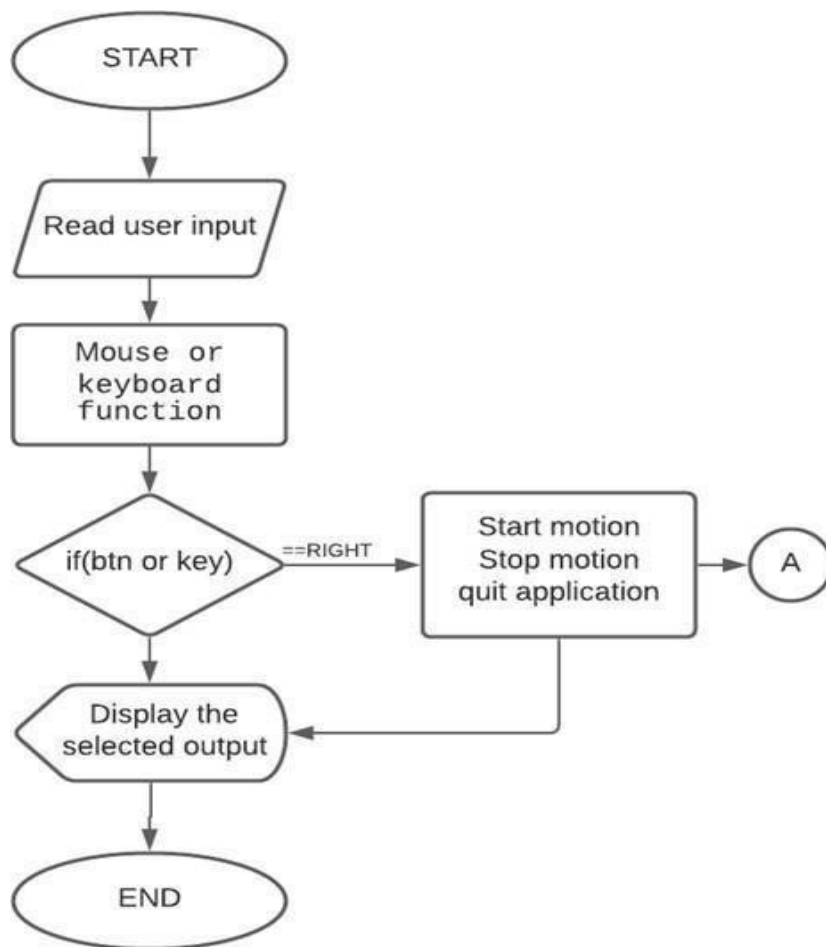 START
Read user input
Mouse or
keyboard
function
if(btn or key)
==RIGHT
Start motion
Stop motion
quit application
A
Display the
selected output
END